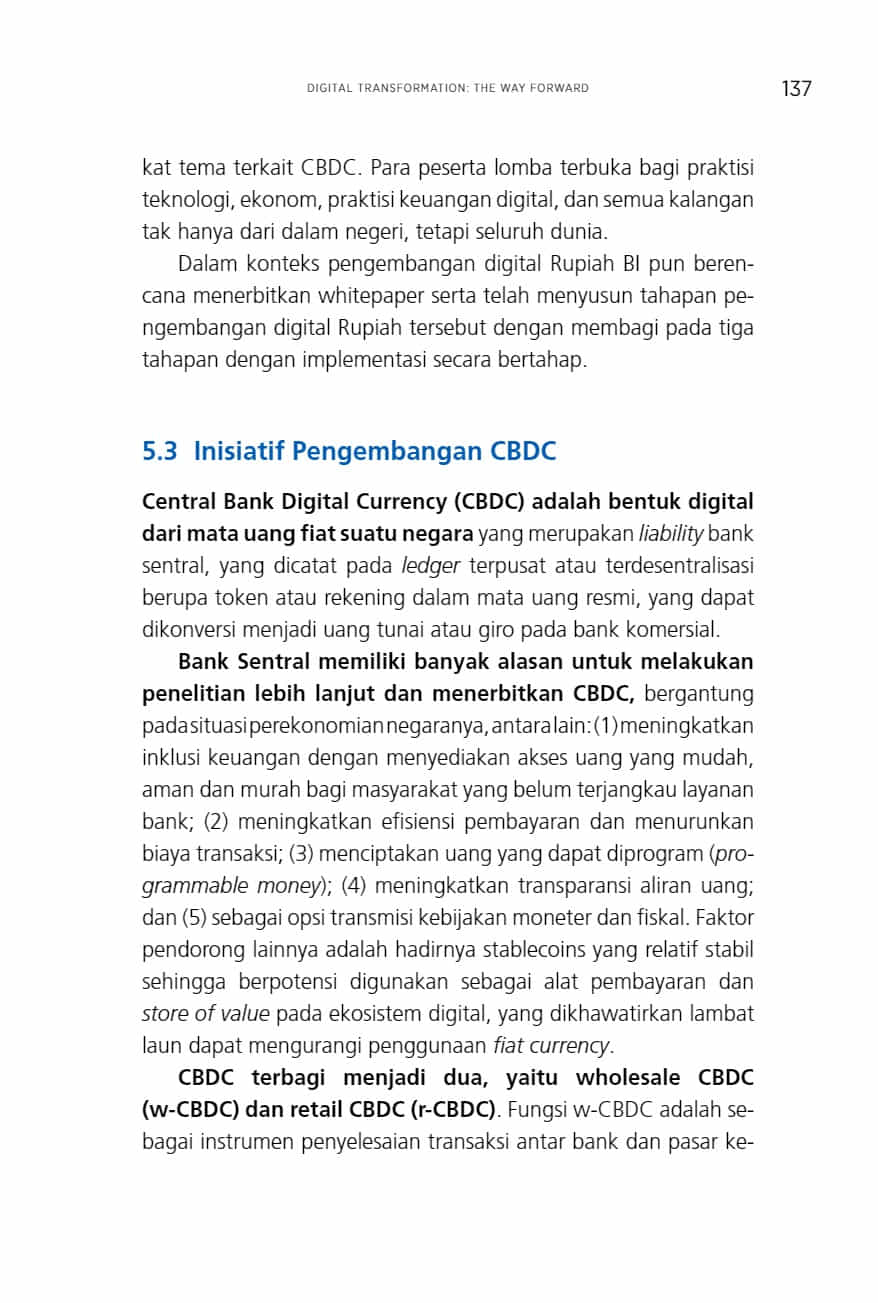 DIGITAL TRANSFORMATION: THE WAY FORWARD 137
kat tema terkait CBDC. Para peserta lomba terbuka bagi praktisi
teknologi, ekonom, praktisi keuangan digital, dan semua kalangan
tak hanya dari dalam negeri, tetapi seluruh dunia.
Dalam konteks pengembangan digital Rupiah BI pun beren-
cana menerbitkan whitepaper serta telah menyusun tahapan pe-
ngembangan digital Rupiah tersebut dengan membagi pada tiga
tahapan dengan implementasi secara bertahap.
5.3 Inisiatif Pengembangan CBDC
Central Bank Digital Currency (CBDC) adalah bentuk digital
dari mata uang fiat suatu negara yang merupakan liability bank
sentral, yang dicatat pada ledger terpusat atau terdesentralisasi
berupa token atau rekening dalam mata uang resmi, yang dapat
dikonversi menjadi uang tunai atau giro pada bank komersial.
Bank Sentral memiliki banyak alasan untuk melakukan
penelitian lebih lanjut dan menerbitkan CBDC, bergantung
pada situasi perekonomian negaranya, antara lain: (1) meningkatkan
inklusi keuangan dengan menyediakan akses uang yang mudah,
aman dan murah bagi masyarakat yang belum terjangkau layanan
bank; (2) meningkatkan efisiensi pembayaran dan menurunkan
biaya transaksi; (3) menciptakan uang yang dapat diprogram (pro-
grammable money); (4) meningkatkan transparansi aliran uang;
dan (5) sebagai opsi transmisi kebijakan moneter dan fiskal. Faktor
pendorong lainnya adalah hadirnya stablecoins yang relatif stabil
sehingga berpotensi digunakan sebagai alat pembayaran dan
store of value pada ekosistem digital, yang dikhawatirkan lambat
laun dapat mengurangi penggunaan fiat currency.
CBDC terbagi menjadi dua, yaitu wholesale CBDC
(w-CBDC) dan retail CBDC (r-CBDC). Fungsi w-CBDC adalah se-
bagai instrumen penyelesaian transaksi antar bank dan pasar ke-